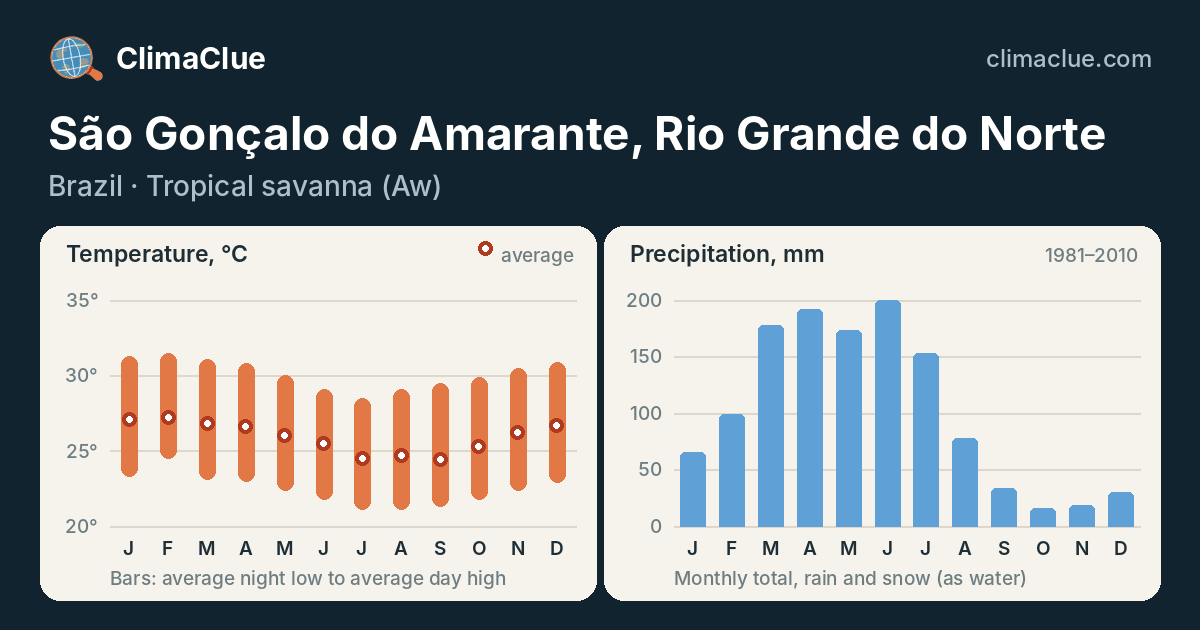 ClimaClue
climaclue.com
São Gonçalo do Amarante, Rio Grande do Norte
Brazil · Tropical savanna (Aw)
Temperature, °C
average
35°
30°
25°
20°
J F M A M J J A S O N D
Bars: average night low to average day high
Precipitation, mm
1981–2010
200
150
100
50
0
J F M A M J J A S O N D
Monthly total, rain and snow (as water)